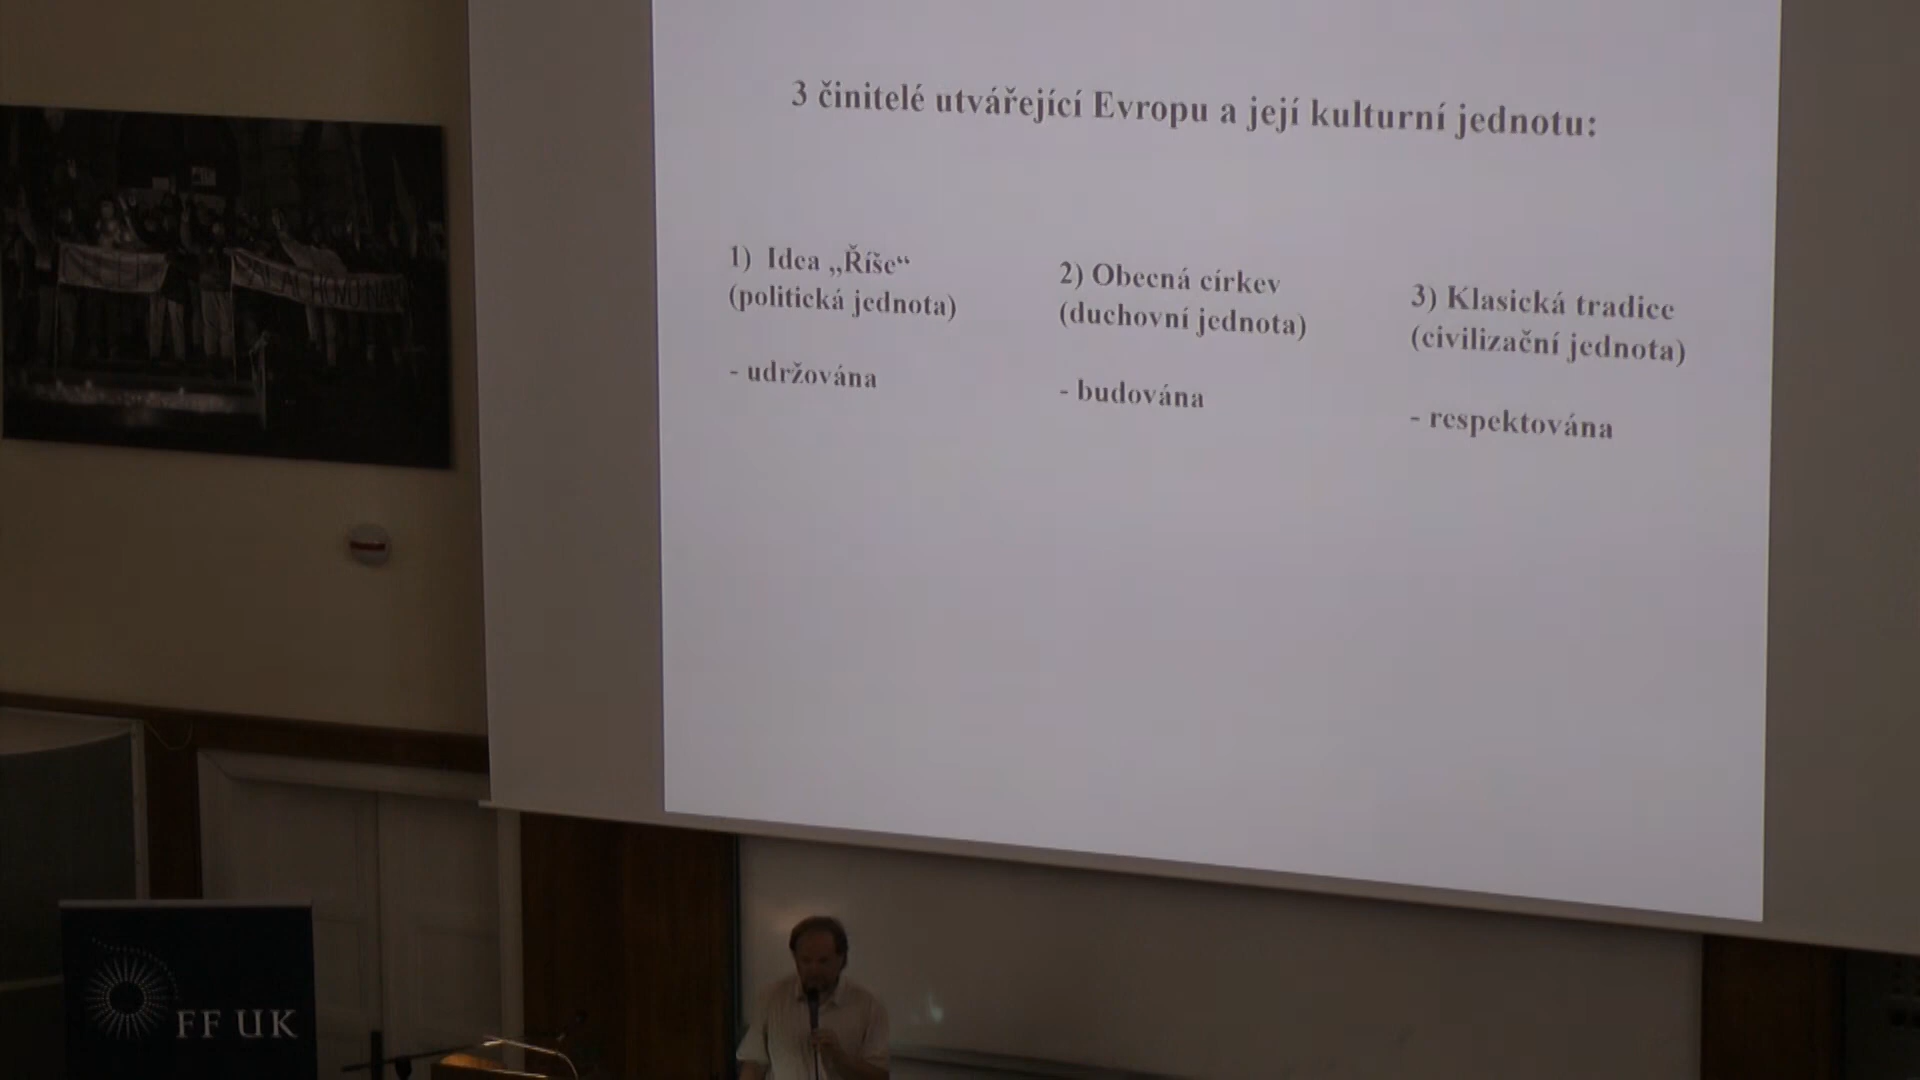 3 činitelé utvářející Evropu a její kulturní jednotu:
1) Idea „Říše“
(politická jednota)
- udržována
2) Obecná církev
(duchovní jednota)
- budována
3) Klasická tradice
(civilizační jednota)
- respektována
FF UK